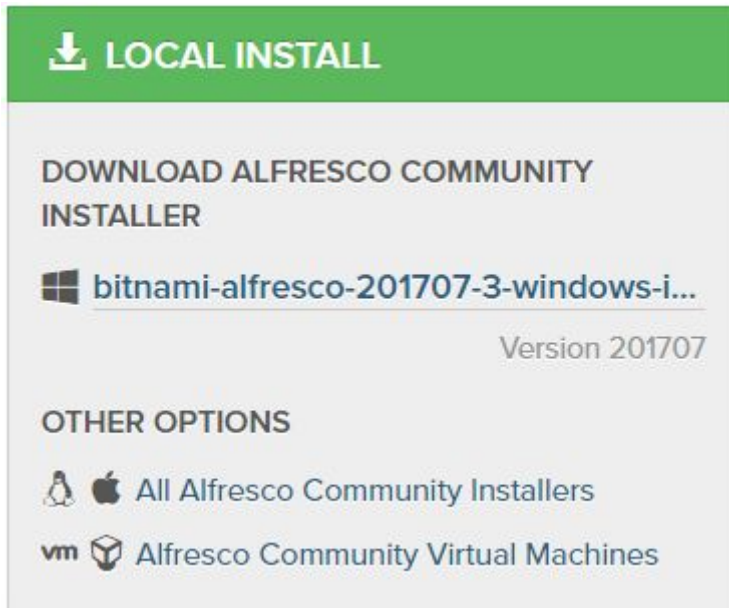 LOCAL INSTALL
DOWNLOAD ALFRESCO COMMUNITY
INSTALLER
bitnami-alfresco-201707-3-windows-i...
Version 201707
OTHER OPTIONS
All Alfresco Community Installers
vm Alfresco Community Virtual Machines